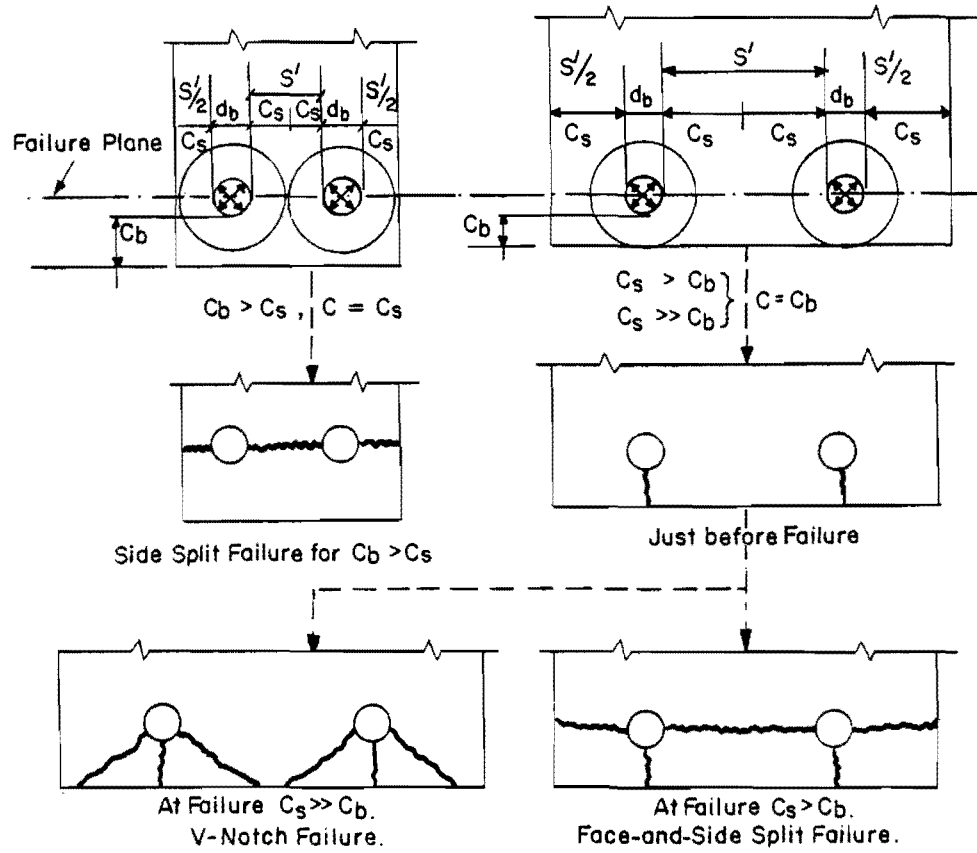 S'/2 S' S'/2
d_b C_s C_s d_b
C_s C_s
Failure Plane
C_b
S'/2 S' S'/2
d_b d_b
C_s C_s C_s C_s
C_b
C_b > C_s , C = C_s
C_s > C_b
C_s >> C_b } C = C_b
Side Split Failure for C_b > C_s
Just before Failure
At Failure C_s >> C_b.
V-Notch Failure.
At Failure C_s > C_b.
Face-and-Side Split Failure.